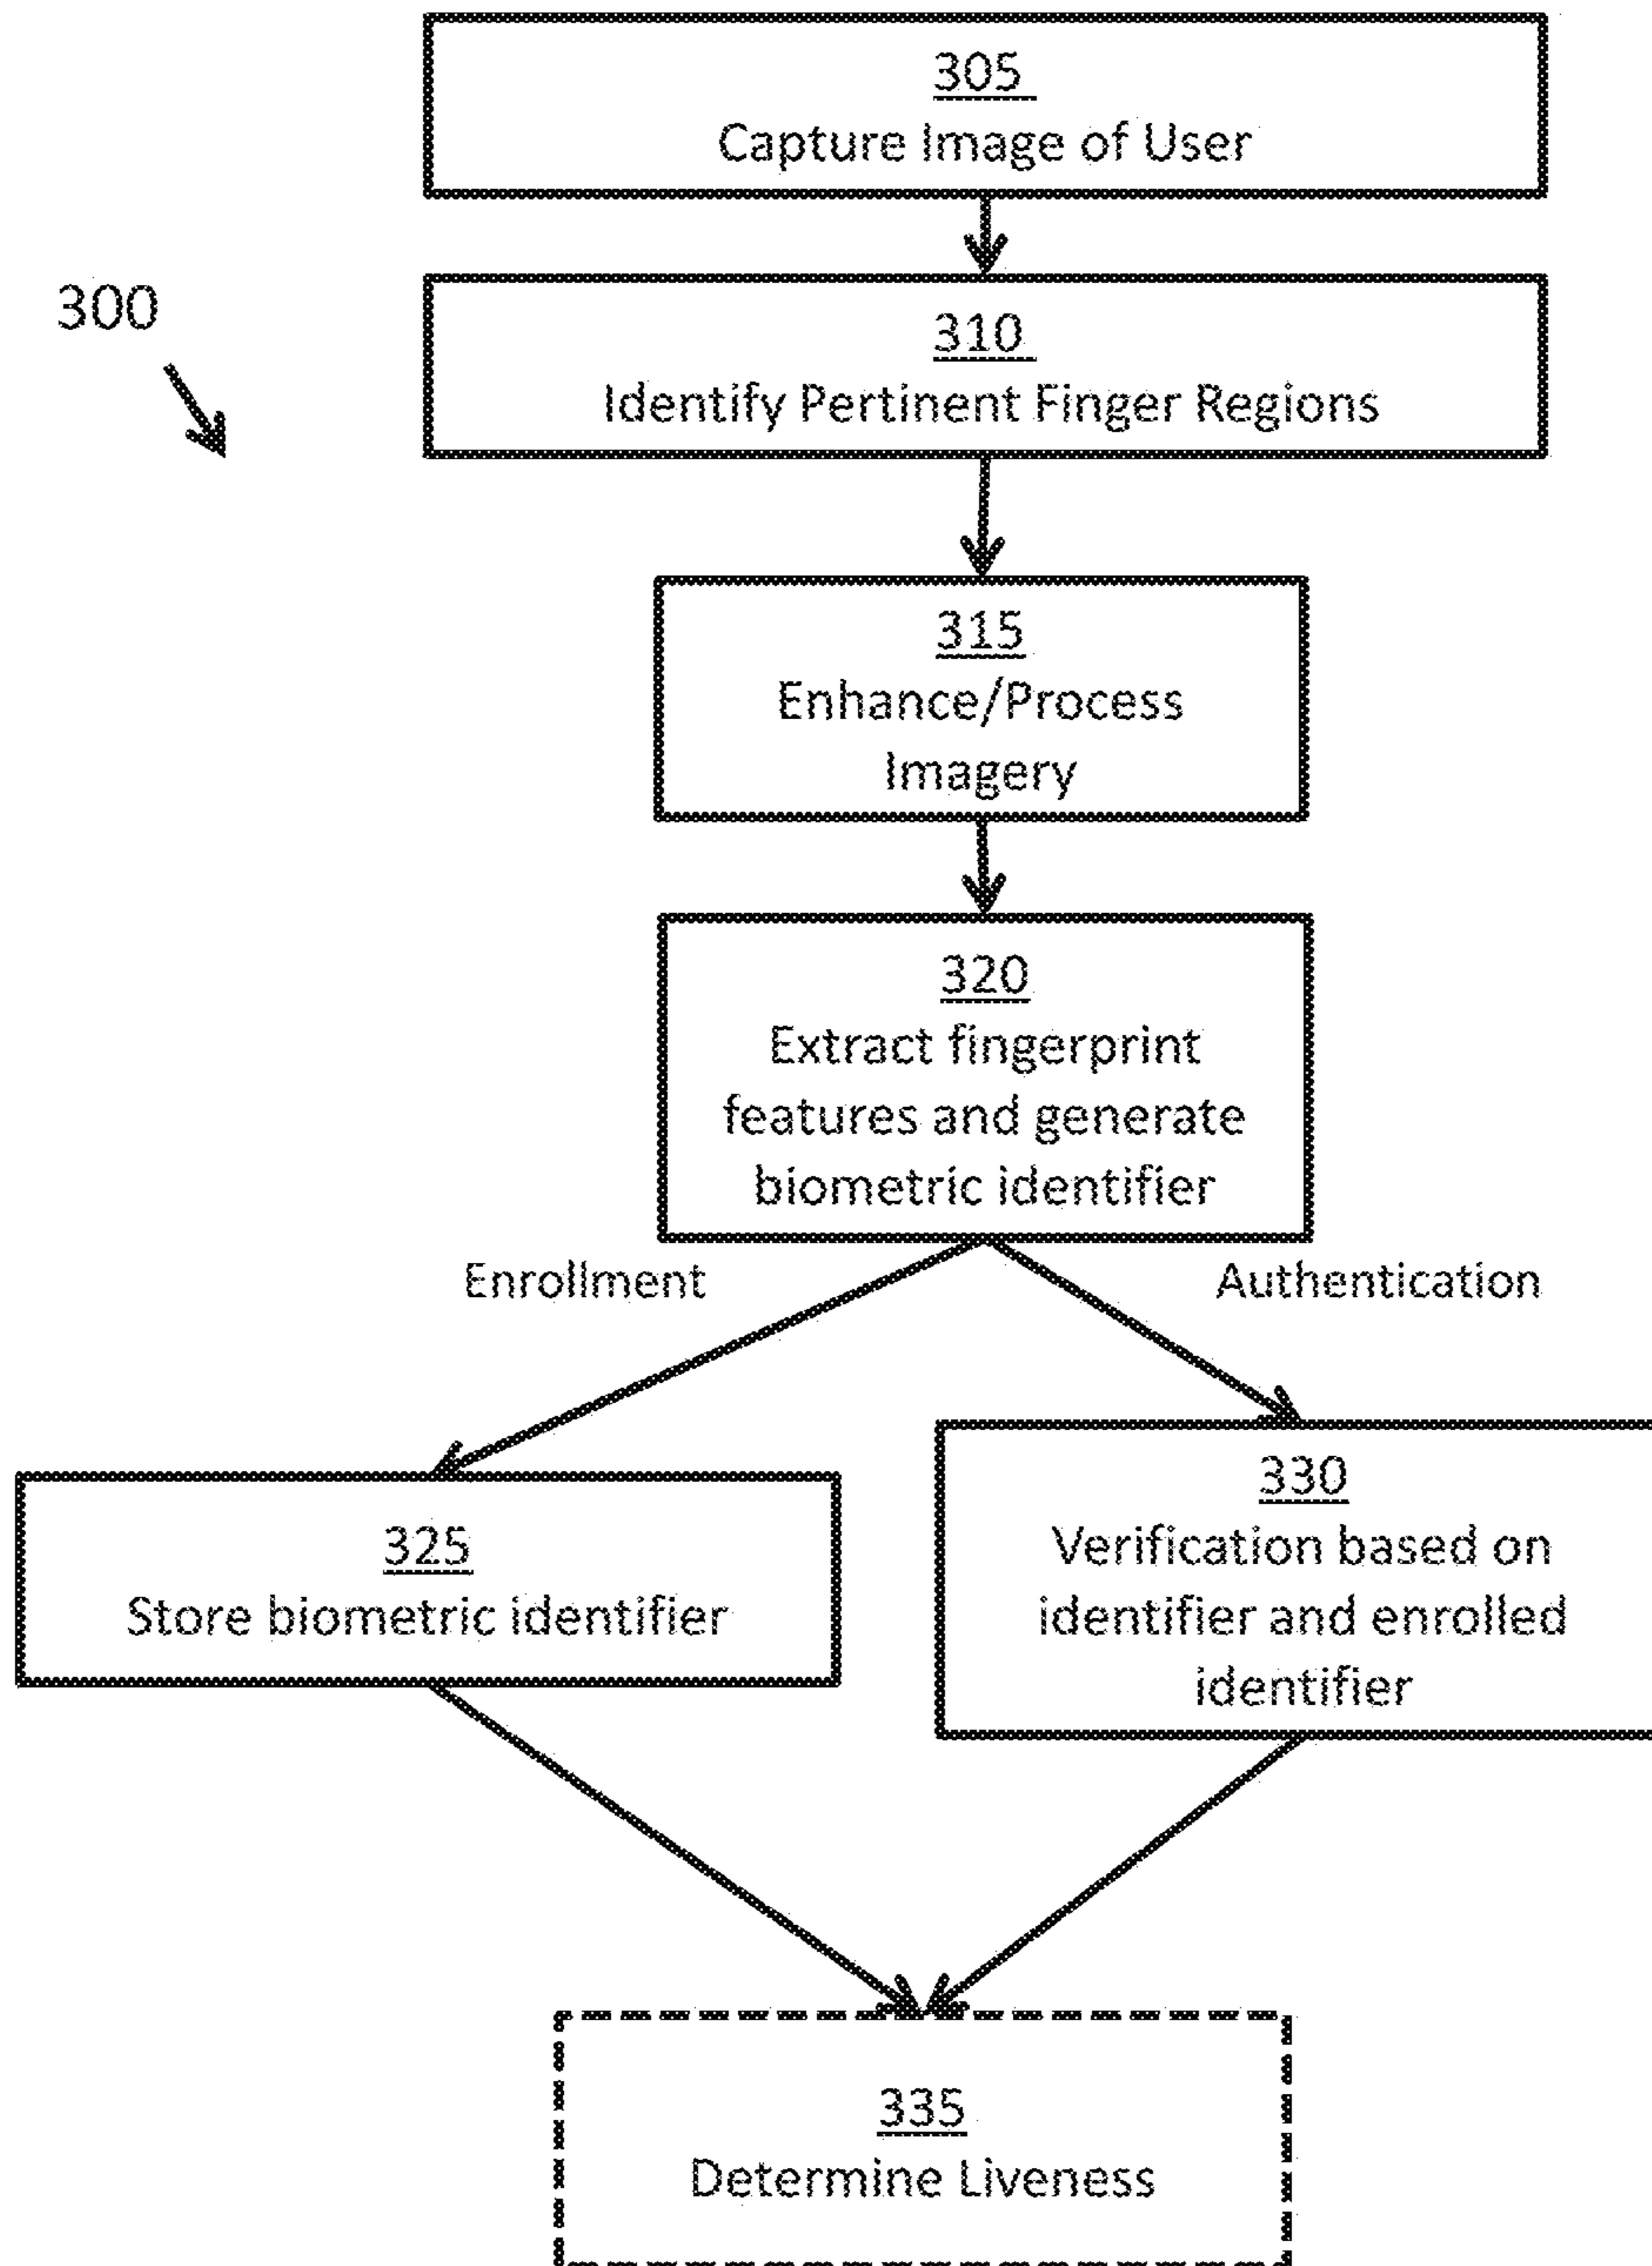 305
Capture Image of User
300
310
Identify Pertinent Finger Regions
315
Enhance/Process
Imagery
320
Extract fingerprint
features and generate
biometric identifier
Enrollment
Authentication
325
Store biometric identifier
330
Verification based on
identifier and enrolled
identifier
335
Determine Liveness